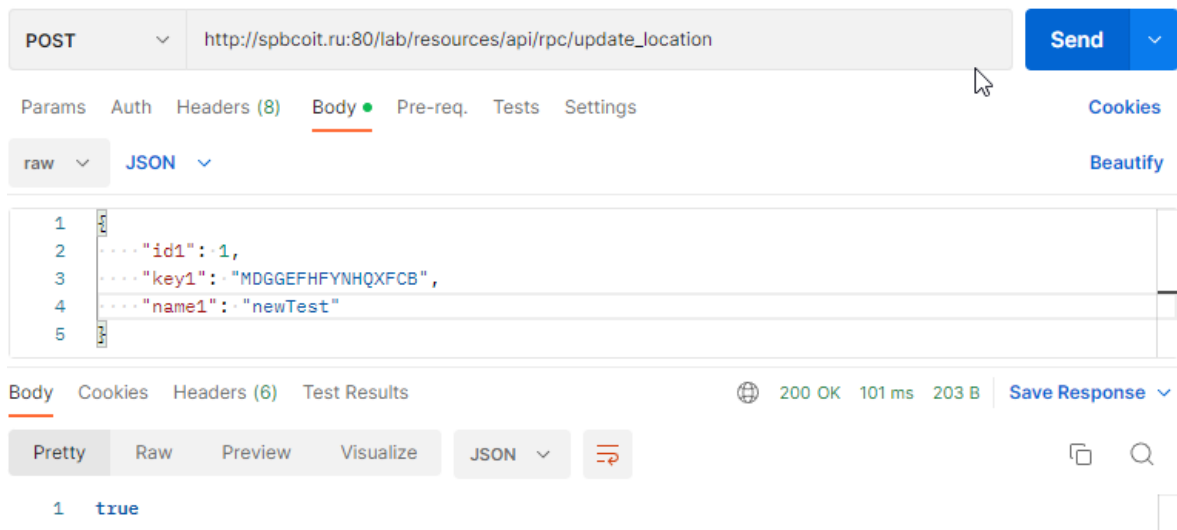 POST http://spbcoit.ru:80/lab/resources/api/rpc/update_location Send
Params Auth Headers (8) Body Pre-req. Tests Settings Cookies
raw JSON Beautify
1 {
2 "id1": 1,
3 "key1": "MDGGEFHFYNHQXFCB",
4 "name1": "newTest"
5 }
Body Cookies Headers (6) Test Results 200 OK 101 ms 203 B Save Response
Pretty Raw Preview Visualize JSON
1 true